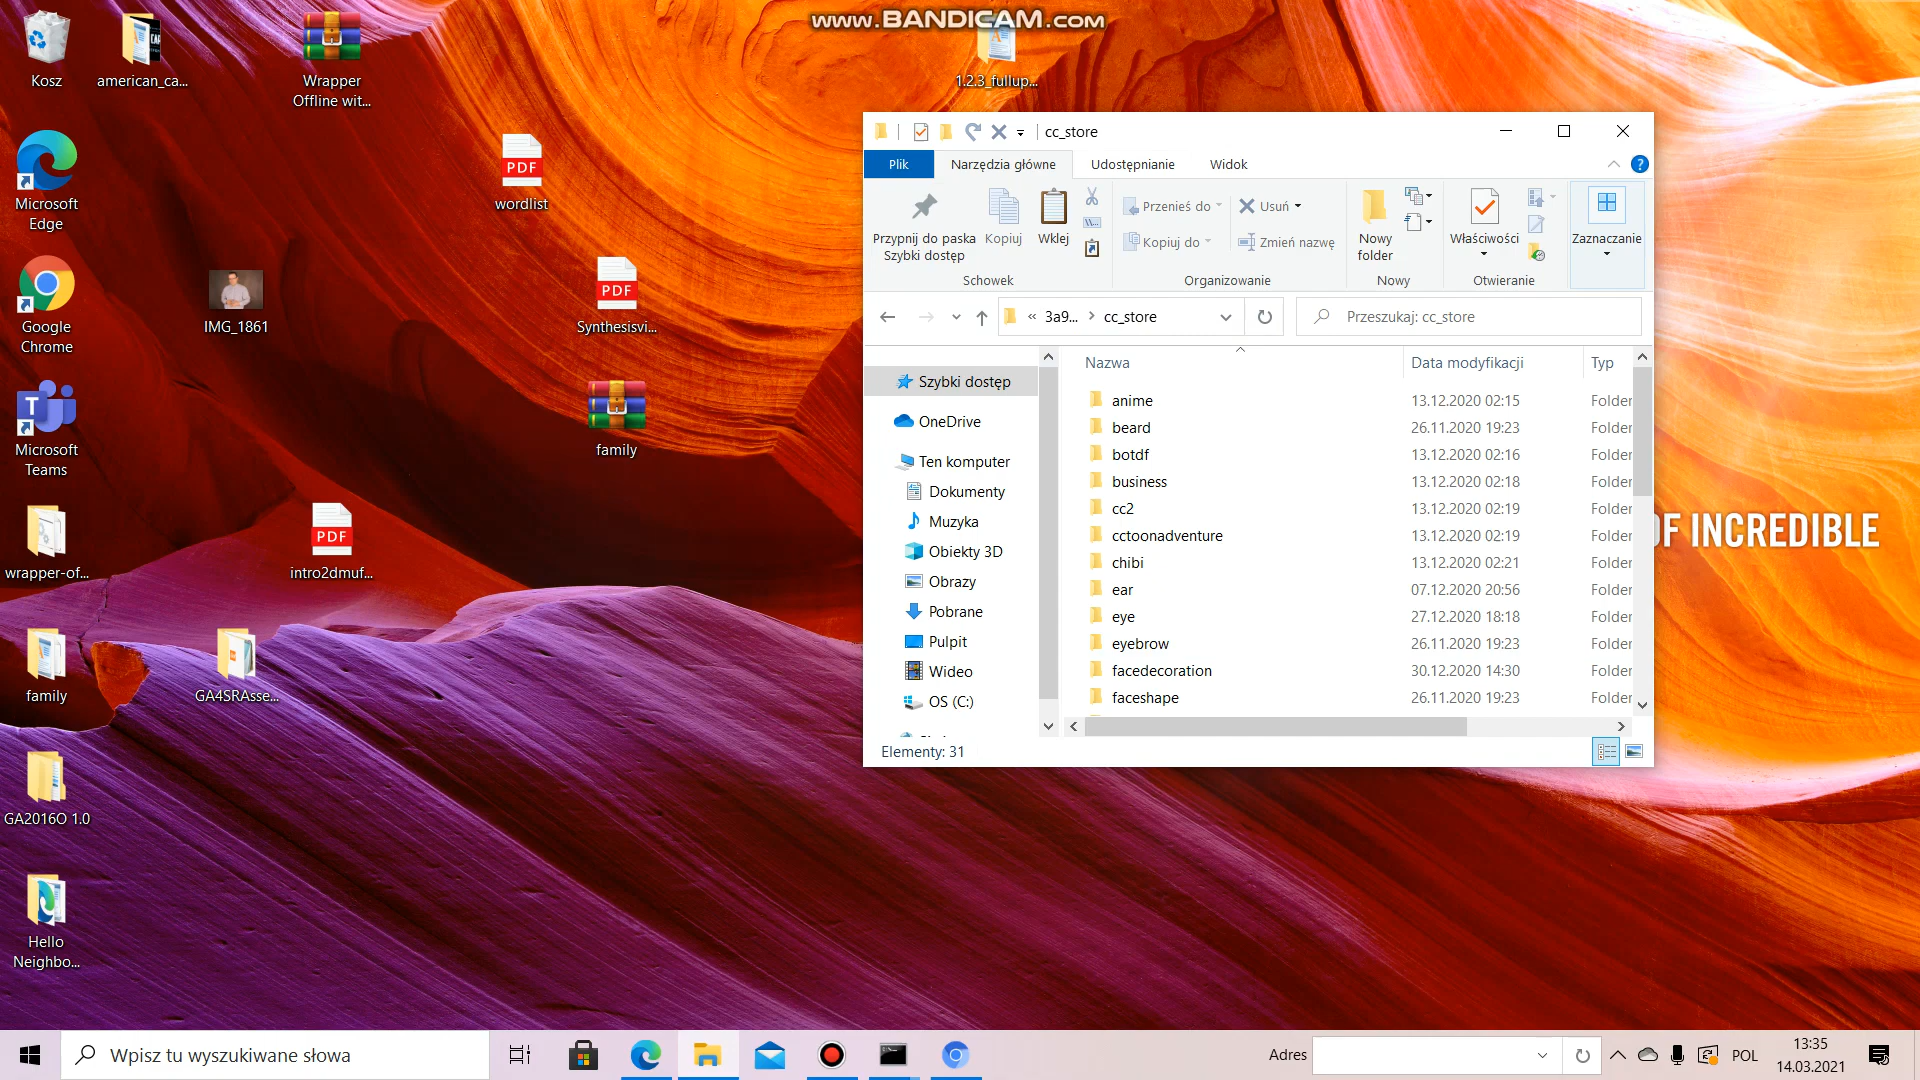 www.BANDICAM.com
Kosz
american_ca...
Wrapper
Offline wit...
1.2.3_fullup...
Microsoft
Edge
PDF
wordlist
Google
Chrome
IMG_1861
PDF
Synthesisvi...
Microsoft
Teams
family
wrapper-of...
PDF
intro2dmuf...
family
GA4SRAsse...
GA2016O 1.0
Hello
Neighbo...
OF INCREDIBLE
cc_store
Plik
Narzędzia główne
Udostępnianie
Widok
Przypnij do paska
Szybki dostęp
Kopiuj
Wklej
Schowek
Przenieś do
Kopiuj do
Usuń
Zmień nazwę
Organizowanie
Nowy
folder
Nowy
Właściwości
Otwieranie
Zaznaczanie
« 3a9... > cc_store
Przeszukaj: cc_store
Szybki dostęp
OneDrive
Ten komputer
Dokumenty
Muzyka
Obiekty 3D
Obrazy
Pobrane
Pulpit
Wideo
OS (C:)
Nazwa Data modyfikacji Typ
anime 13.12.2020 02:15 Folder
beard 26.11.2020 19:23 Folder
botdf 13.12.2020 02:16 Folder
business 13.12.2020 02:18 Folder
cc2 13.12.2020 02:19 Folder
cctoonadventure 13.12.2020 02:19 Folder
chibi 13.12.2020 02:21 Folder
ear 07.12.2020 20:56 Folder
eye 27.12.2020 18:18 Folder
eyebrow 26.11.2020 19:23 Folder
facedecoration 30.12.2020 14:30 Folder
faceshape 26.11.2020 19:23 Folder
Elementy: 31
Wpisz tu wyszukiwane słowa
Adres
POL
13:35
14.03.2021